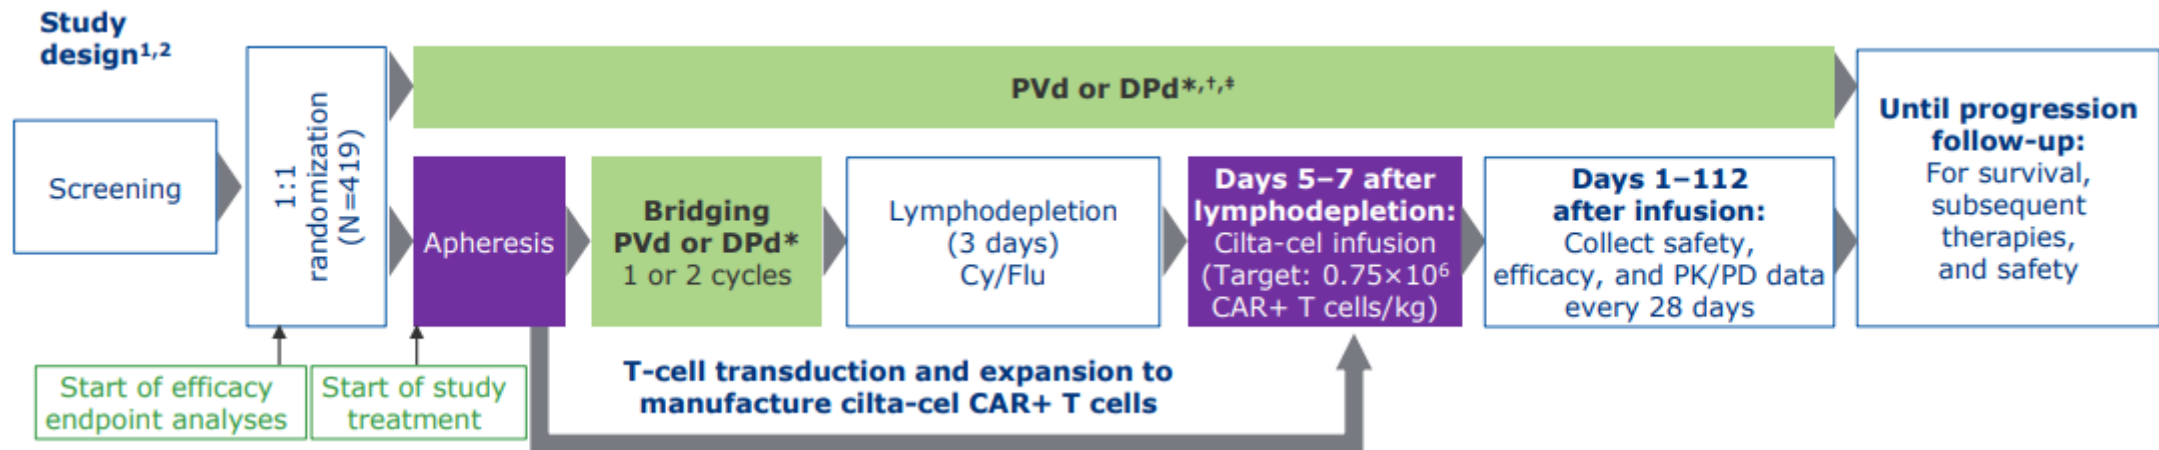 Study
design¹,²
Screening
1:1
randomization
(N=419)
PVd or DPd*,†,‡
Apheresis
Bridging
PVd or DPd*
1 or 2 cycles
Lymphodepletion
(3 days)
Cy/Flu
Days 5–7 after
lymphodepletion:
Cilta-cel infusion
(Target: 0.75×10⁶
CAR+ T cells/kg)
Days 1–112
after infusion:
Collect safety,
efficacy, and PK/PD data
every 28 days
Until progression
follow-up:
For survival,
subsequent
therapies,
and safety
Start of efficacy
endpoint analyses
Start of study
treatment
T-cell transduction and expansion to
manufacture cilta-cel CAR+ T cells